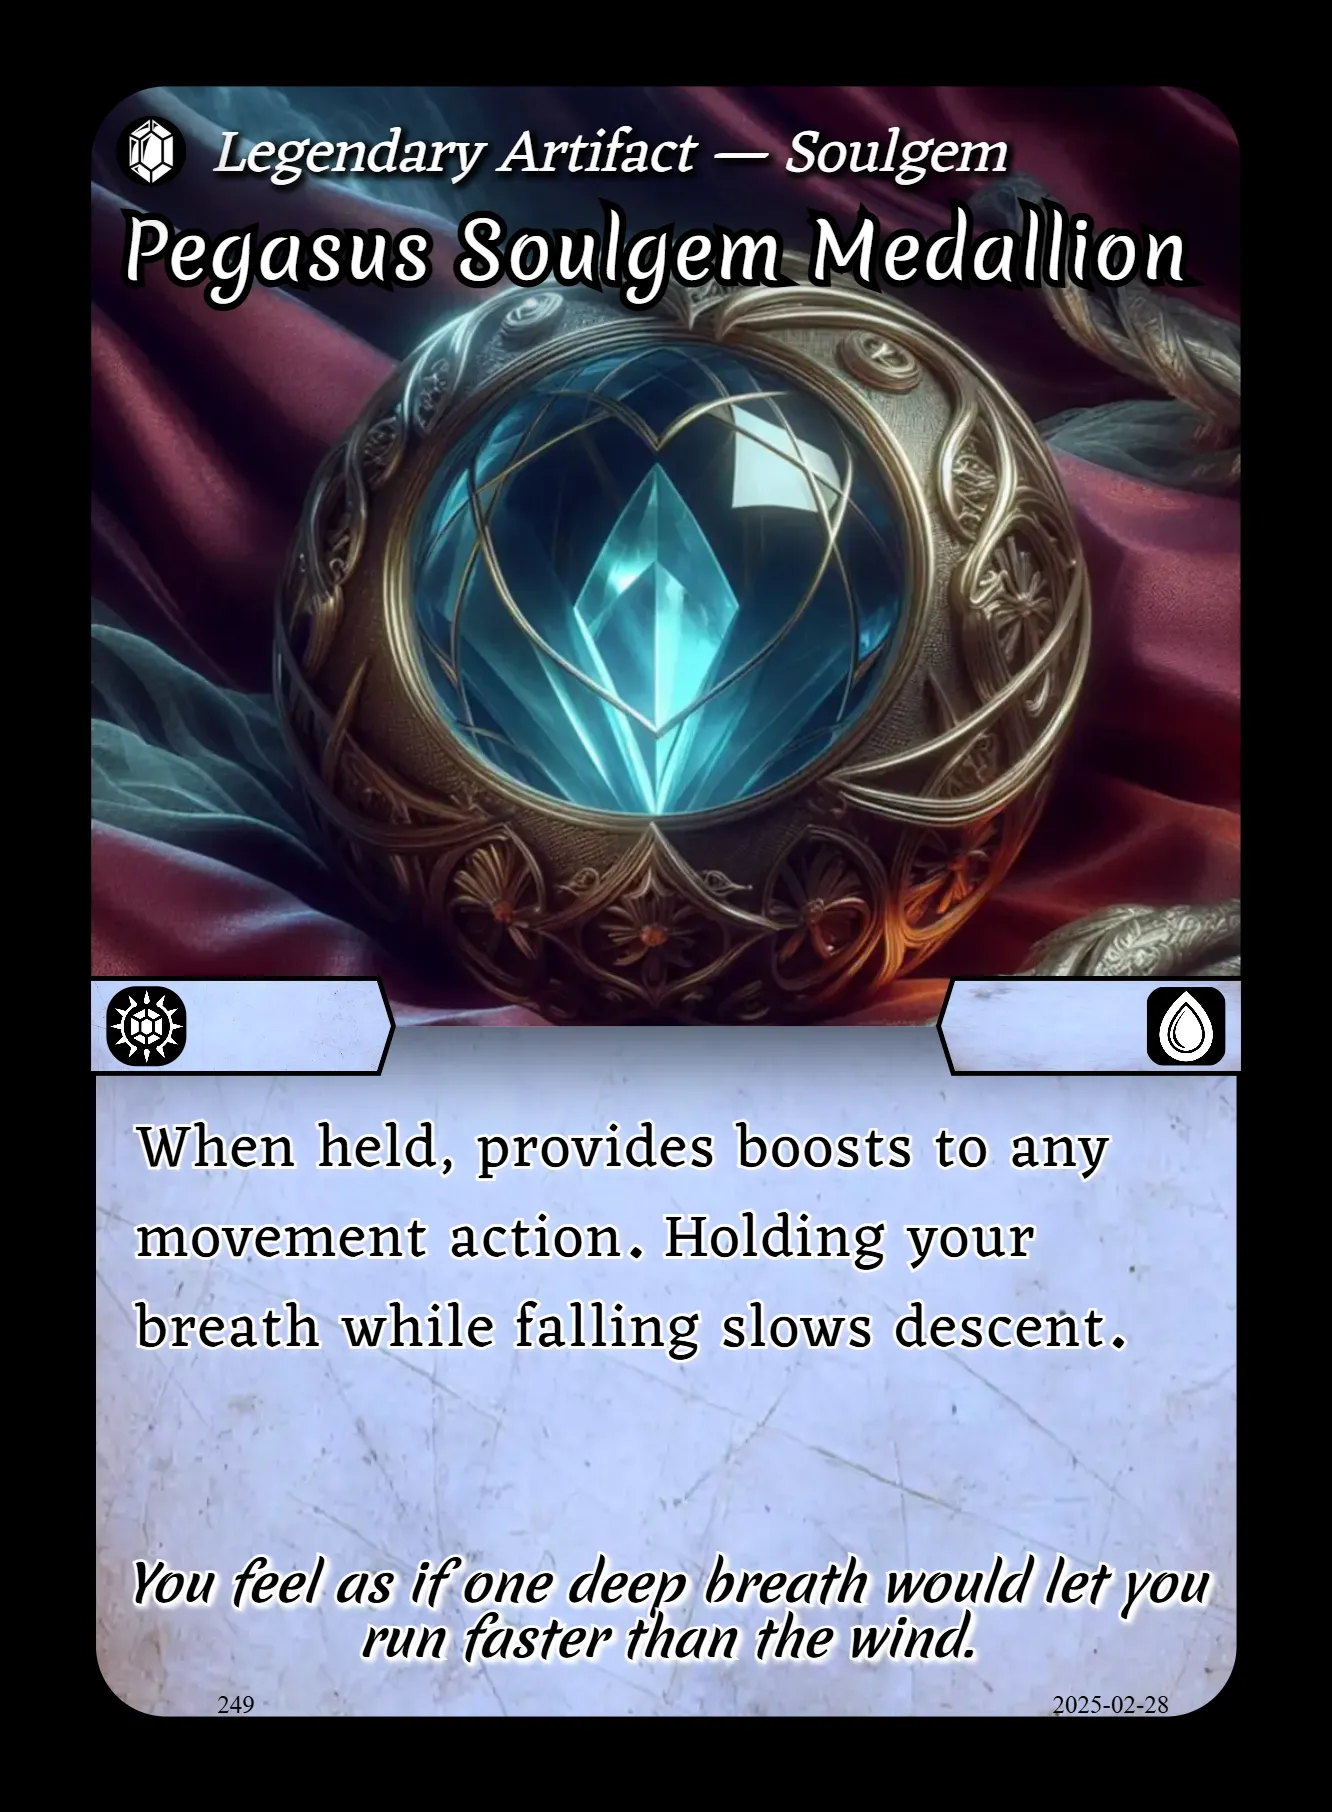 Legendary Artifact — Soulgem
Pegasus Soulgem Medallion
When held, provides boosts to any
movement action. Holding your
breath while falling slows descent.
You feel as if one deep breath would let you
run faster than the wind.
249
2025-02-28